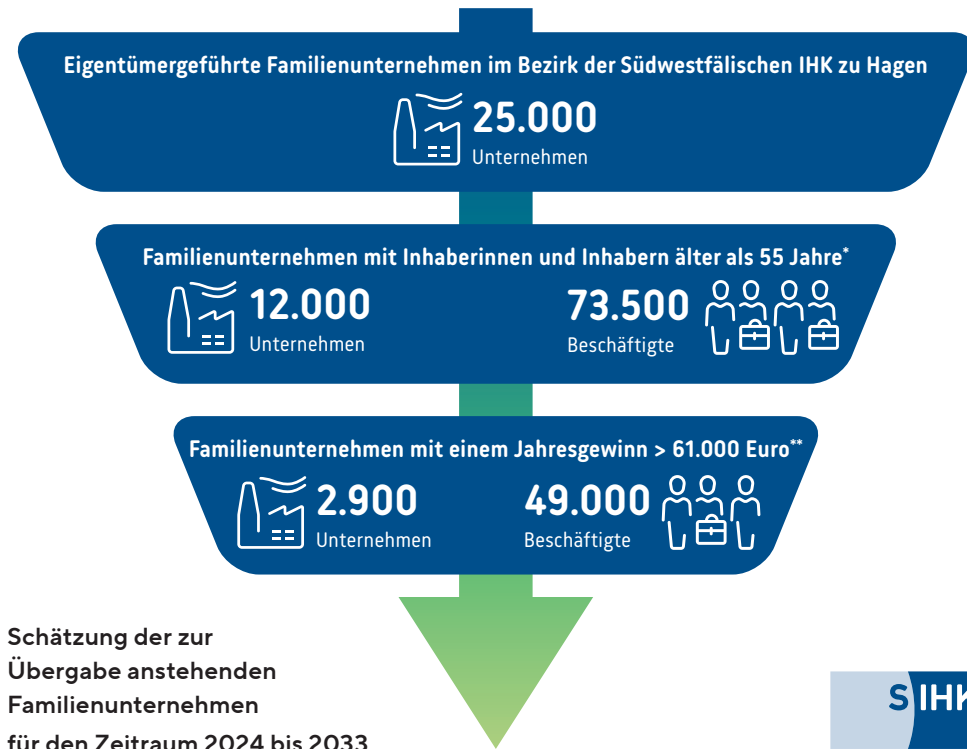 Eigentümergeführte Familienunternehmen im Bezirk der Südwestfälischen IHK zu Hagen
25.000
Unternehmen
Familienunternehmen mit Inhaberinnen und Inhabern älter als 55 Jahre*
12.000
Unternehmen
73.500
Beschäftigte
Familienunternehmen mit einem Jahresgewinn > 61.000 Euro**
2.900
Unternehmen
49.000
Beschäftigte
Schätzung der zur
Übergabe anstehenden
Familienunternehmen
für den Zeitraum 2024 bis 2033
SIHK